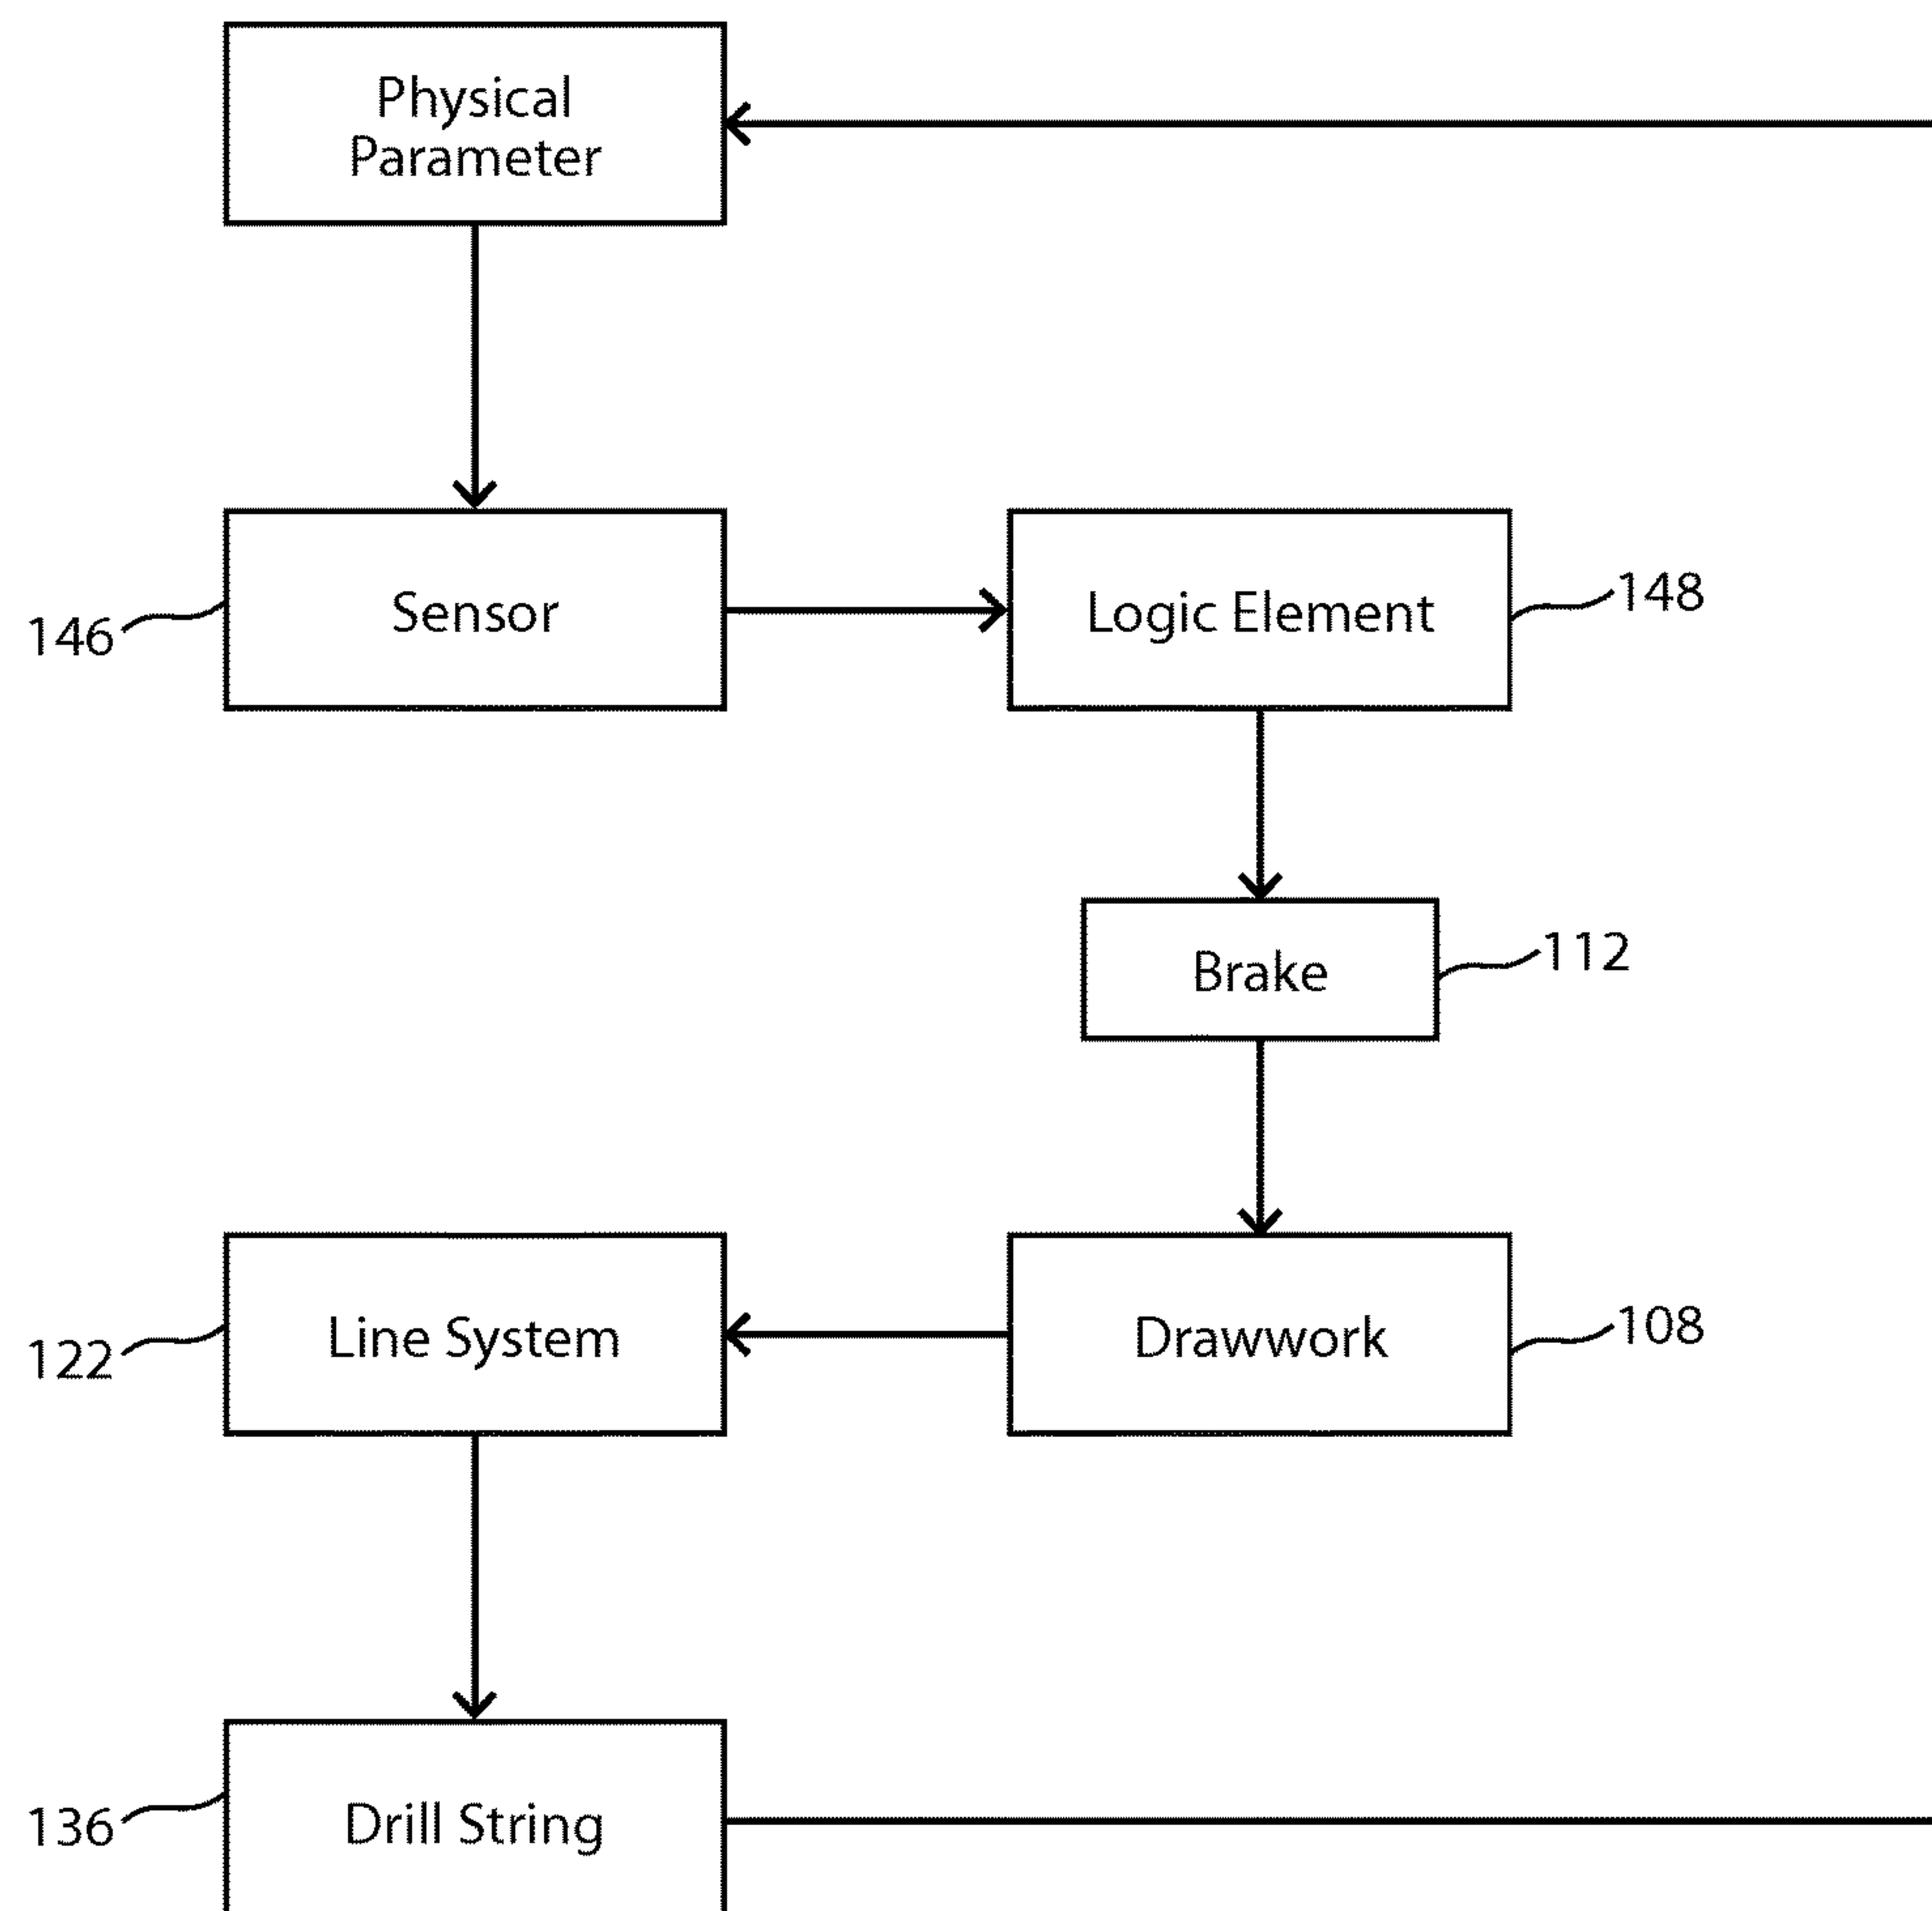 Physical
Parameter
146
Sensor
Logic Element
148
Brake
112
122
Line System
Drawwork
108
136
Drill String